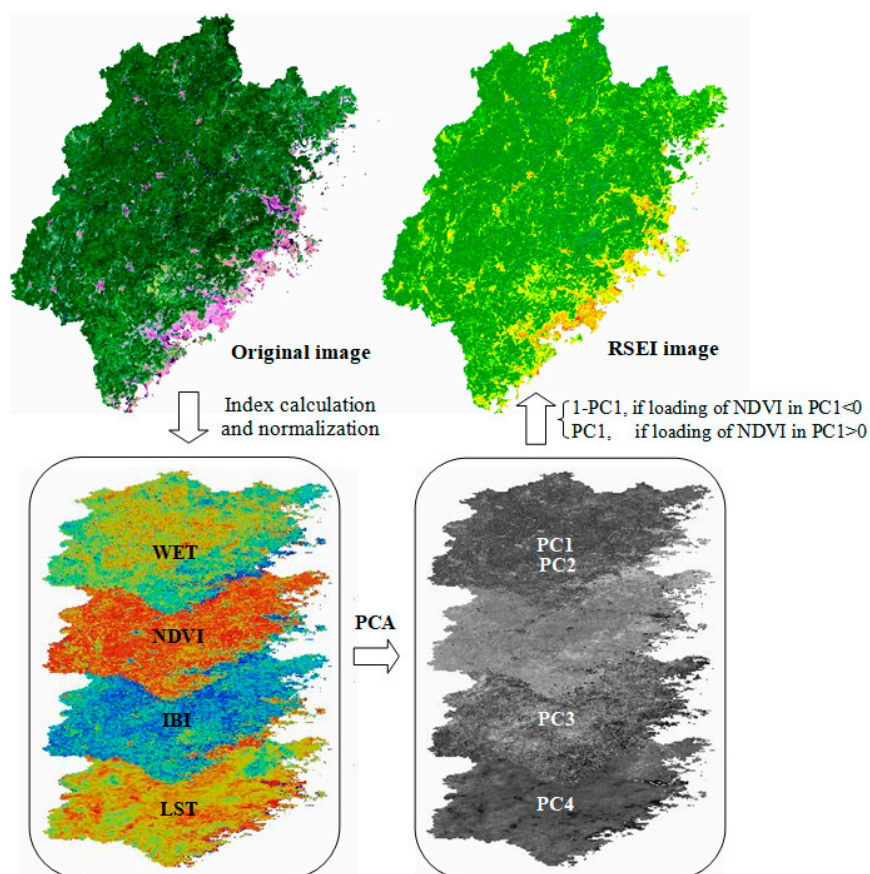 Original image
RSEI image
Index calculation
and normalization
{ 1-PC1, if loading of NDVI in PC1<0
{ PC1, if loading of NDVI in PC1>0
WET
NDVI
IBI
LST
PCA
PC1
PC2
PC3
PC4